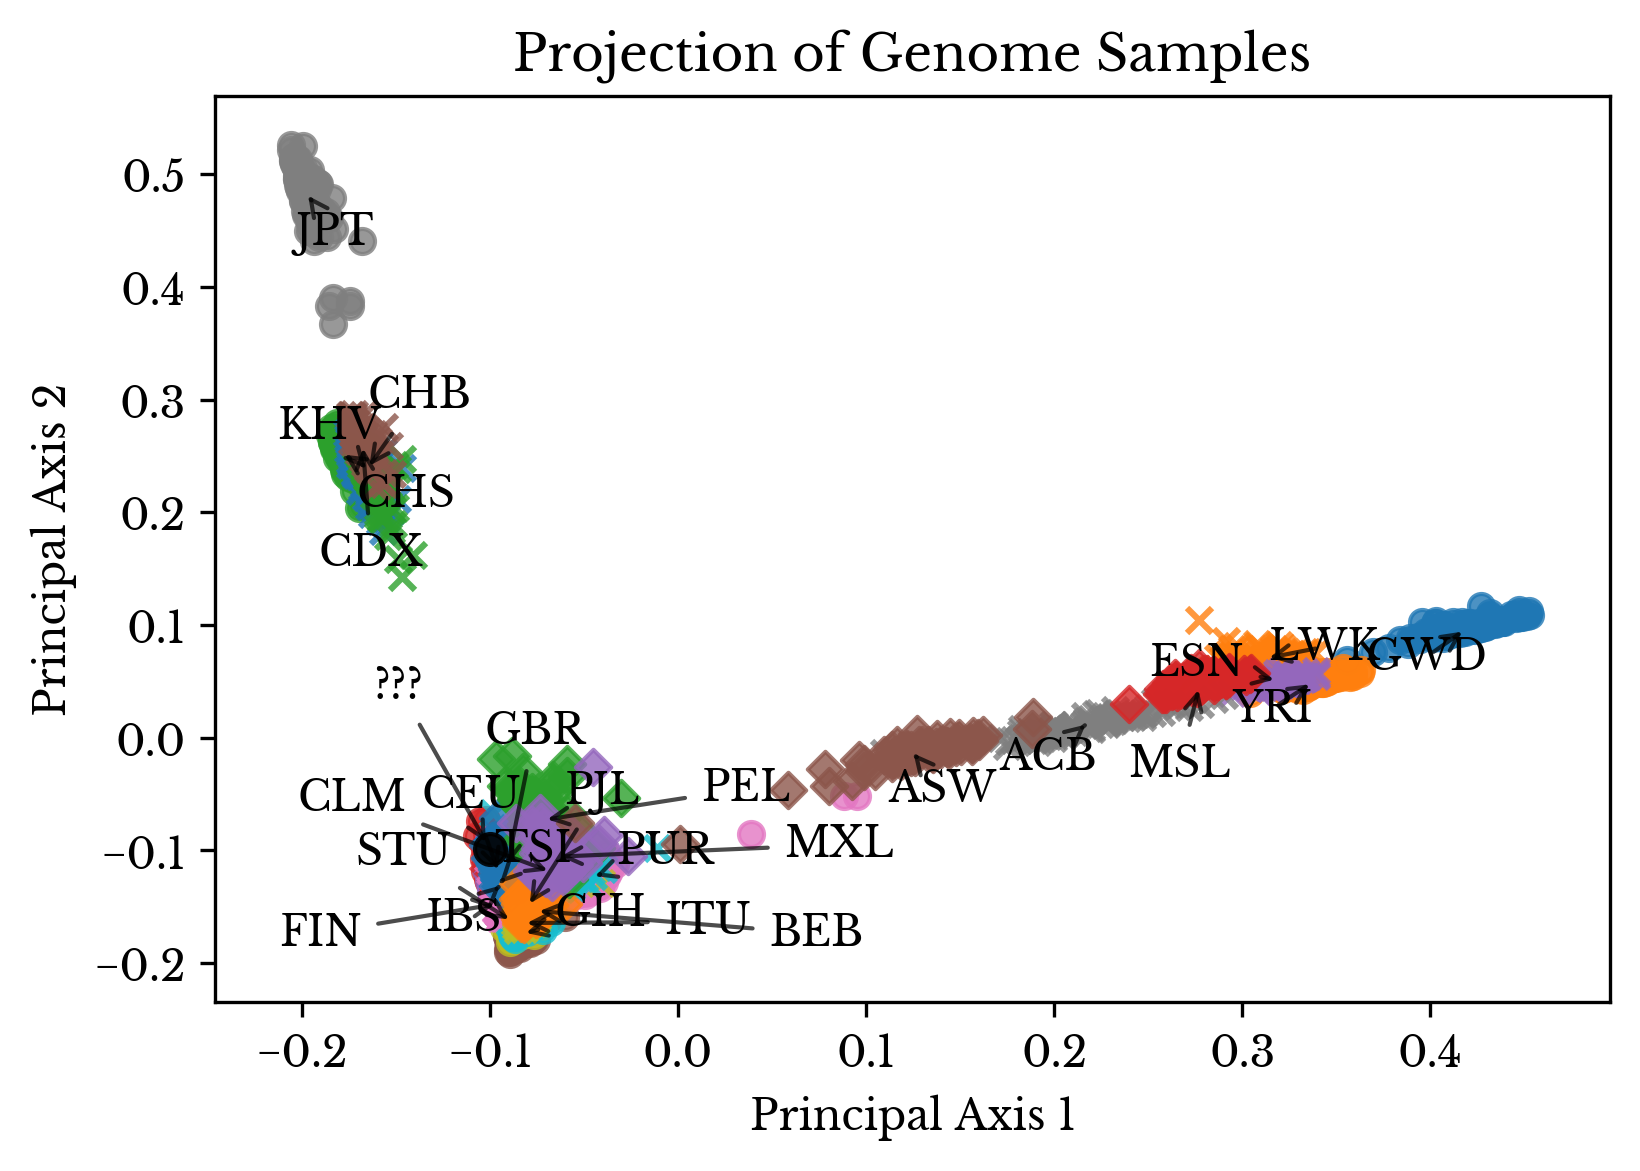 Projection of Genome Samples
0.5
JPT
0.4
CHB
0.3
KHV
CHS
0.2
CDX
0.1
LWK
ESN
GWD
???
YRI
GBR
0.0
ACB
MSL
CLM
CEU
PJL
PEL
ASW
STU
TSI
PUR
MXL
−0.1
FIN
IBS
GIH
ITU
BEB
−0.2
−0.2 −0.1 0.0 0.1 0.2 0.3 0.4
Principal Axis 1
Principal Axis 2